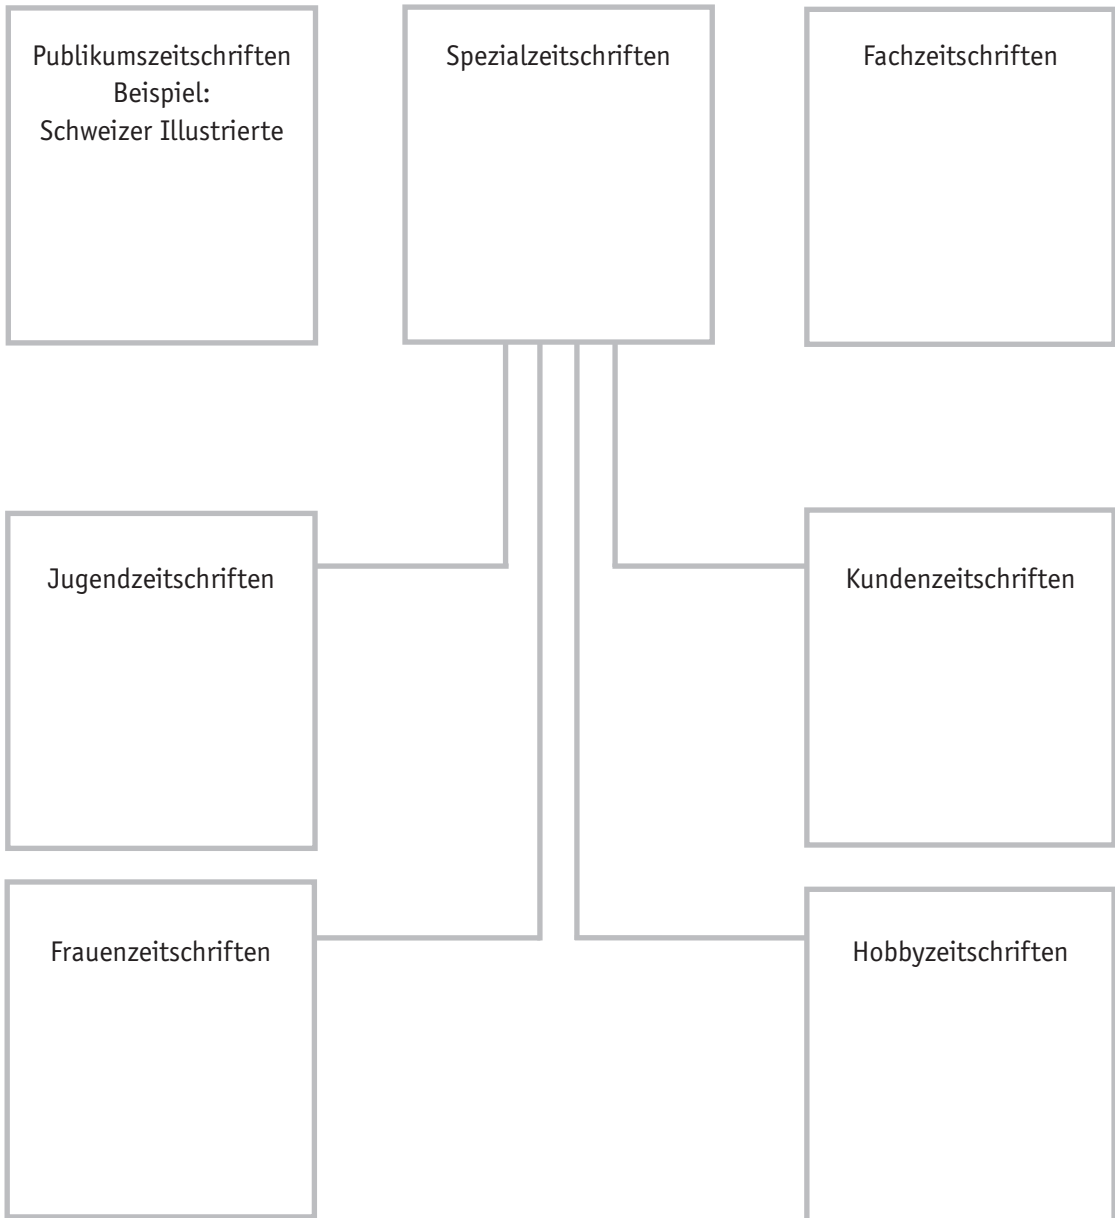 Publikumszeitschriften
Beispiel:
Schweizer Illustrierte
Spezialzeitschriften
Fachzeitschriften
Jugendzeitschriften
Kundenzeitschriften
Frauenzeitschriften
Hobbyzeitschriften